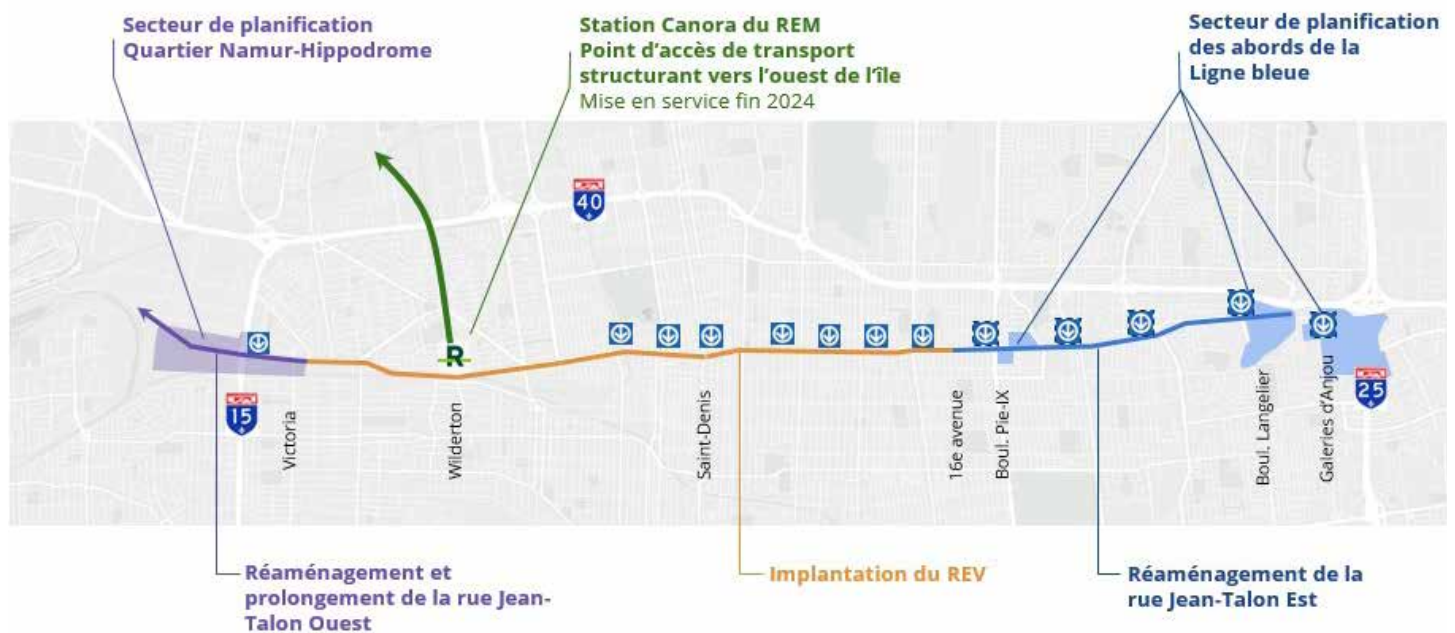 Secteur de planification
Quartier Namur-Hippodrome
Station Canora du REM
Point d'accès de transport
structurant vers l'ouest de l'île
Mise en service fin 2024
Secteur de planification
des abords de la
Ligne bleue
40
R
15
25
Victoria
Wilderton
Saint-Denis
16e avenue
Boul. Pie-IX
Boul. Langelier
Galeries d'Anjou
Réaménagement et
prolongement de la rue Jean-
Talon Ouest
Implantation du REV
Réaménagement de la
rue Jean-Talon Est